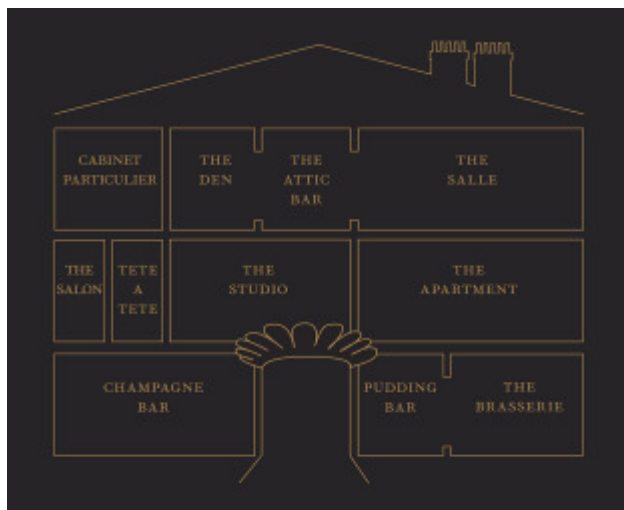 CABINET
PARTICULIER
THE
DEN
THE
ATTIC
BAR
THE
SALLE
THE
SALON
TETE
A
TETE
THE
STUDIO
THE
APARTMENT
CHAMPAGNE
BAR
PUDDING
BAR
THE
BRASSERIE